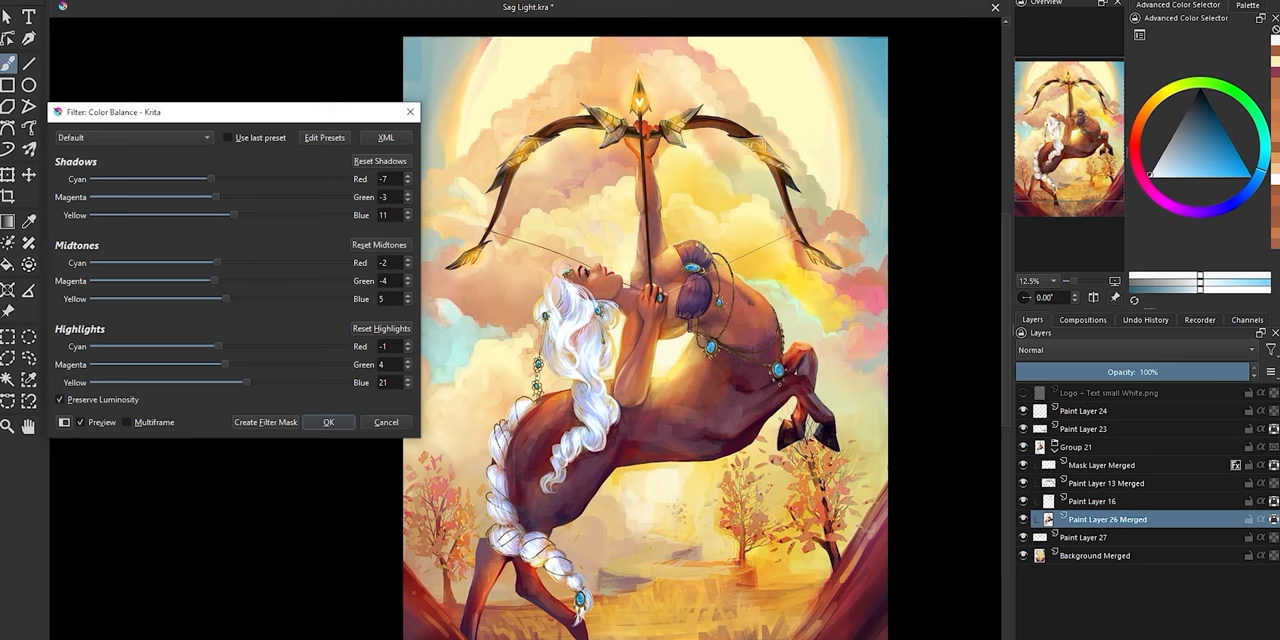 Sag Light.kra *
Overview
Advanced Color Selector
Palette
Advanced Color Selector
Filter: Color Balance - Krita
Default
Use last preset
Edit Presets
XML
Shadows
Reset Shadows
Cyan
Red
-7
Magenta
Green
-3
Yellow
Blue
11
Midtones
Reset Midtones
Cyan
Red
-2
Magenta
Green
-4
Yellow
Blue
5
Highlights
Reset Highlights
Cyan
Red
-1
Magenta
Green
4
Yellow
Blue
21
Preserve Luminosity
Preview
Multiframe
Create Filter Mask
OK
Cancel
12.5%
0.00°
Layers
Compositions
Undo History
Recorder
Channels
Layers
Normal
Opacity: 100%
Logo + Text small White.png
Paint Layer 24
Paint Layer 23
Group 21
Mask Layer Merged
Paint Layer 13 Merged
Paint Layer 16
Paint Layer 26 Merged
Paint Layer 27
Background Merged